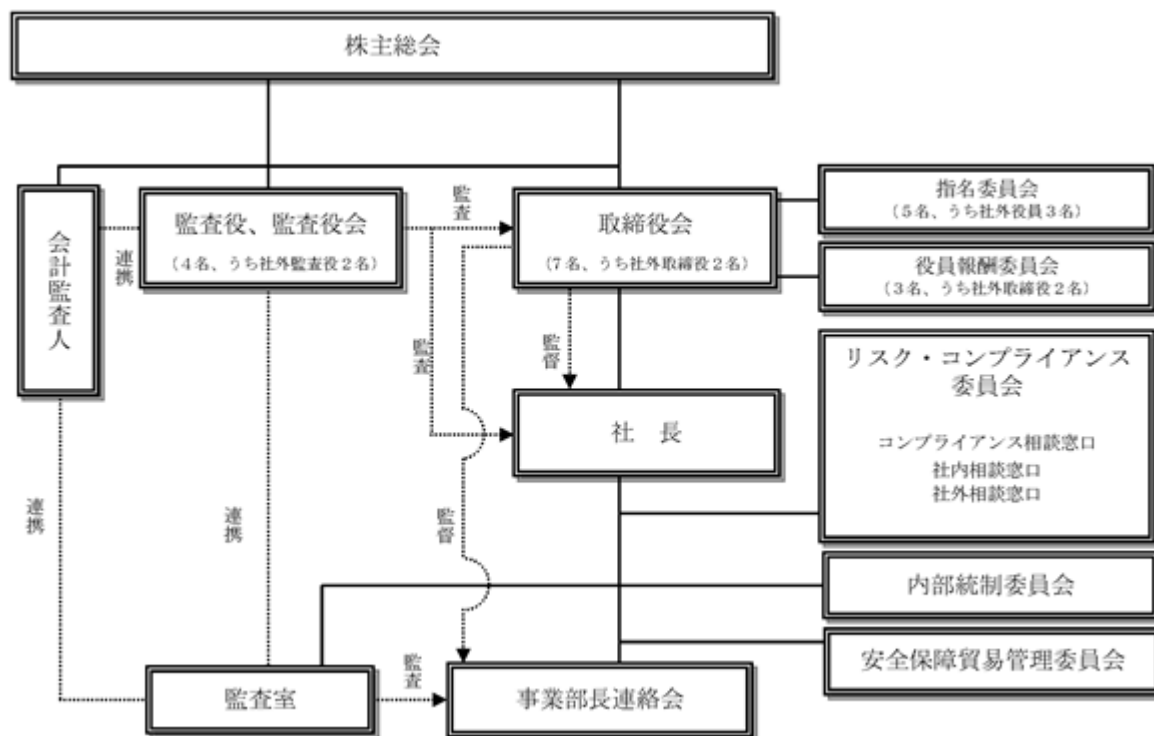 株主総会
会計監査人
連携
監査役、監査役会
(4名、うち社外監査役2名)
監査
取締役会
(7名、うち社外取締役2名)
指名委員会
(5名、うち社外役員3名)
役員報酬委員会
(3名、うち社外取締役2名)
監査
監督
社 長
リスク・コンプライアンス
委員会
コンプライアンス相談窓口
社内相談窓口
社外相談窓口
連携
連携
監督
内部統制委員会
安全保障貿易管理委員会
監査室
監査
事業部長連絡会